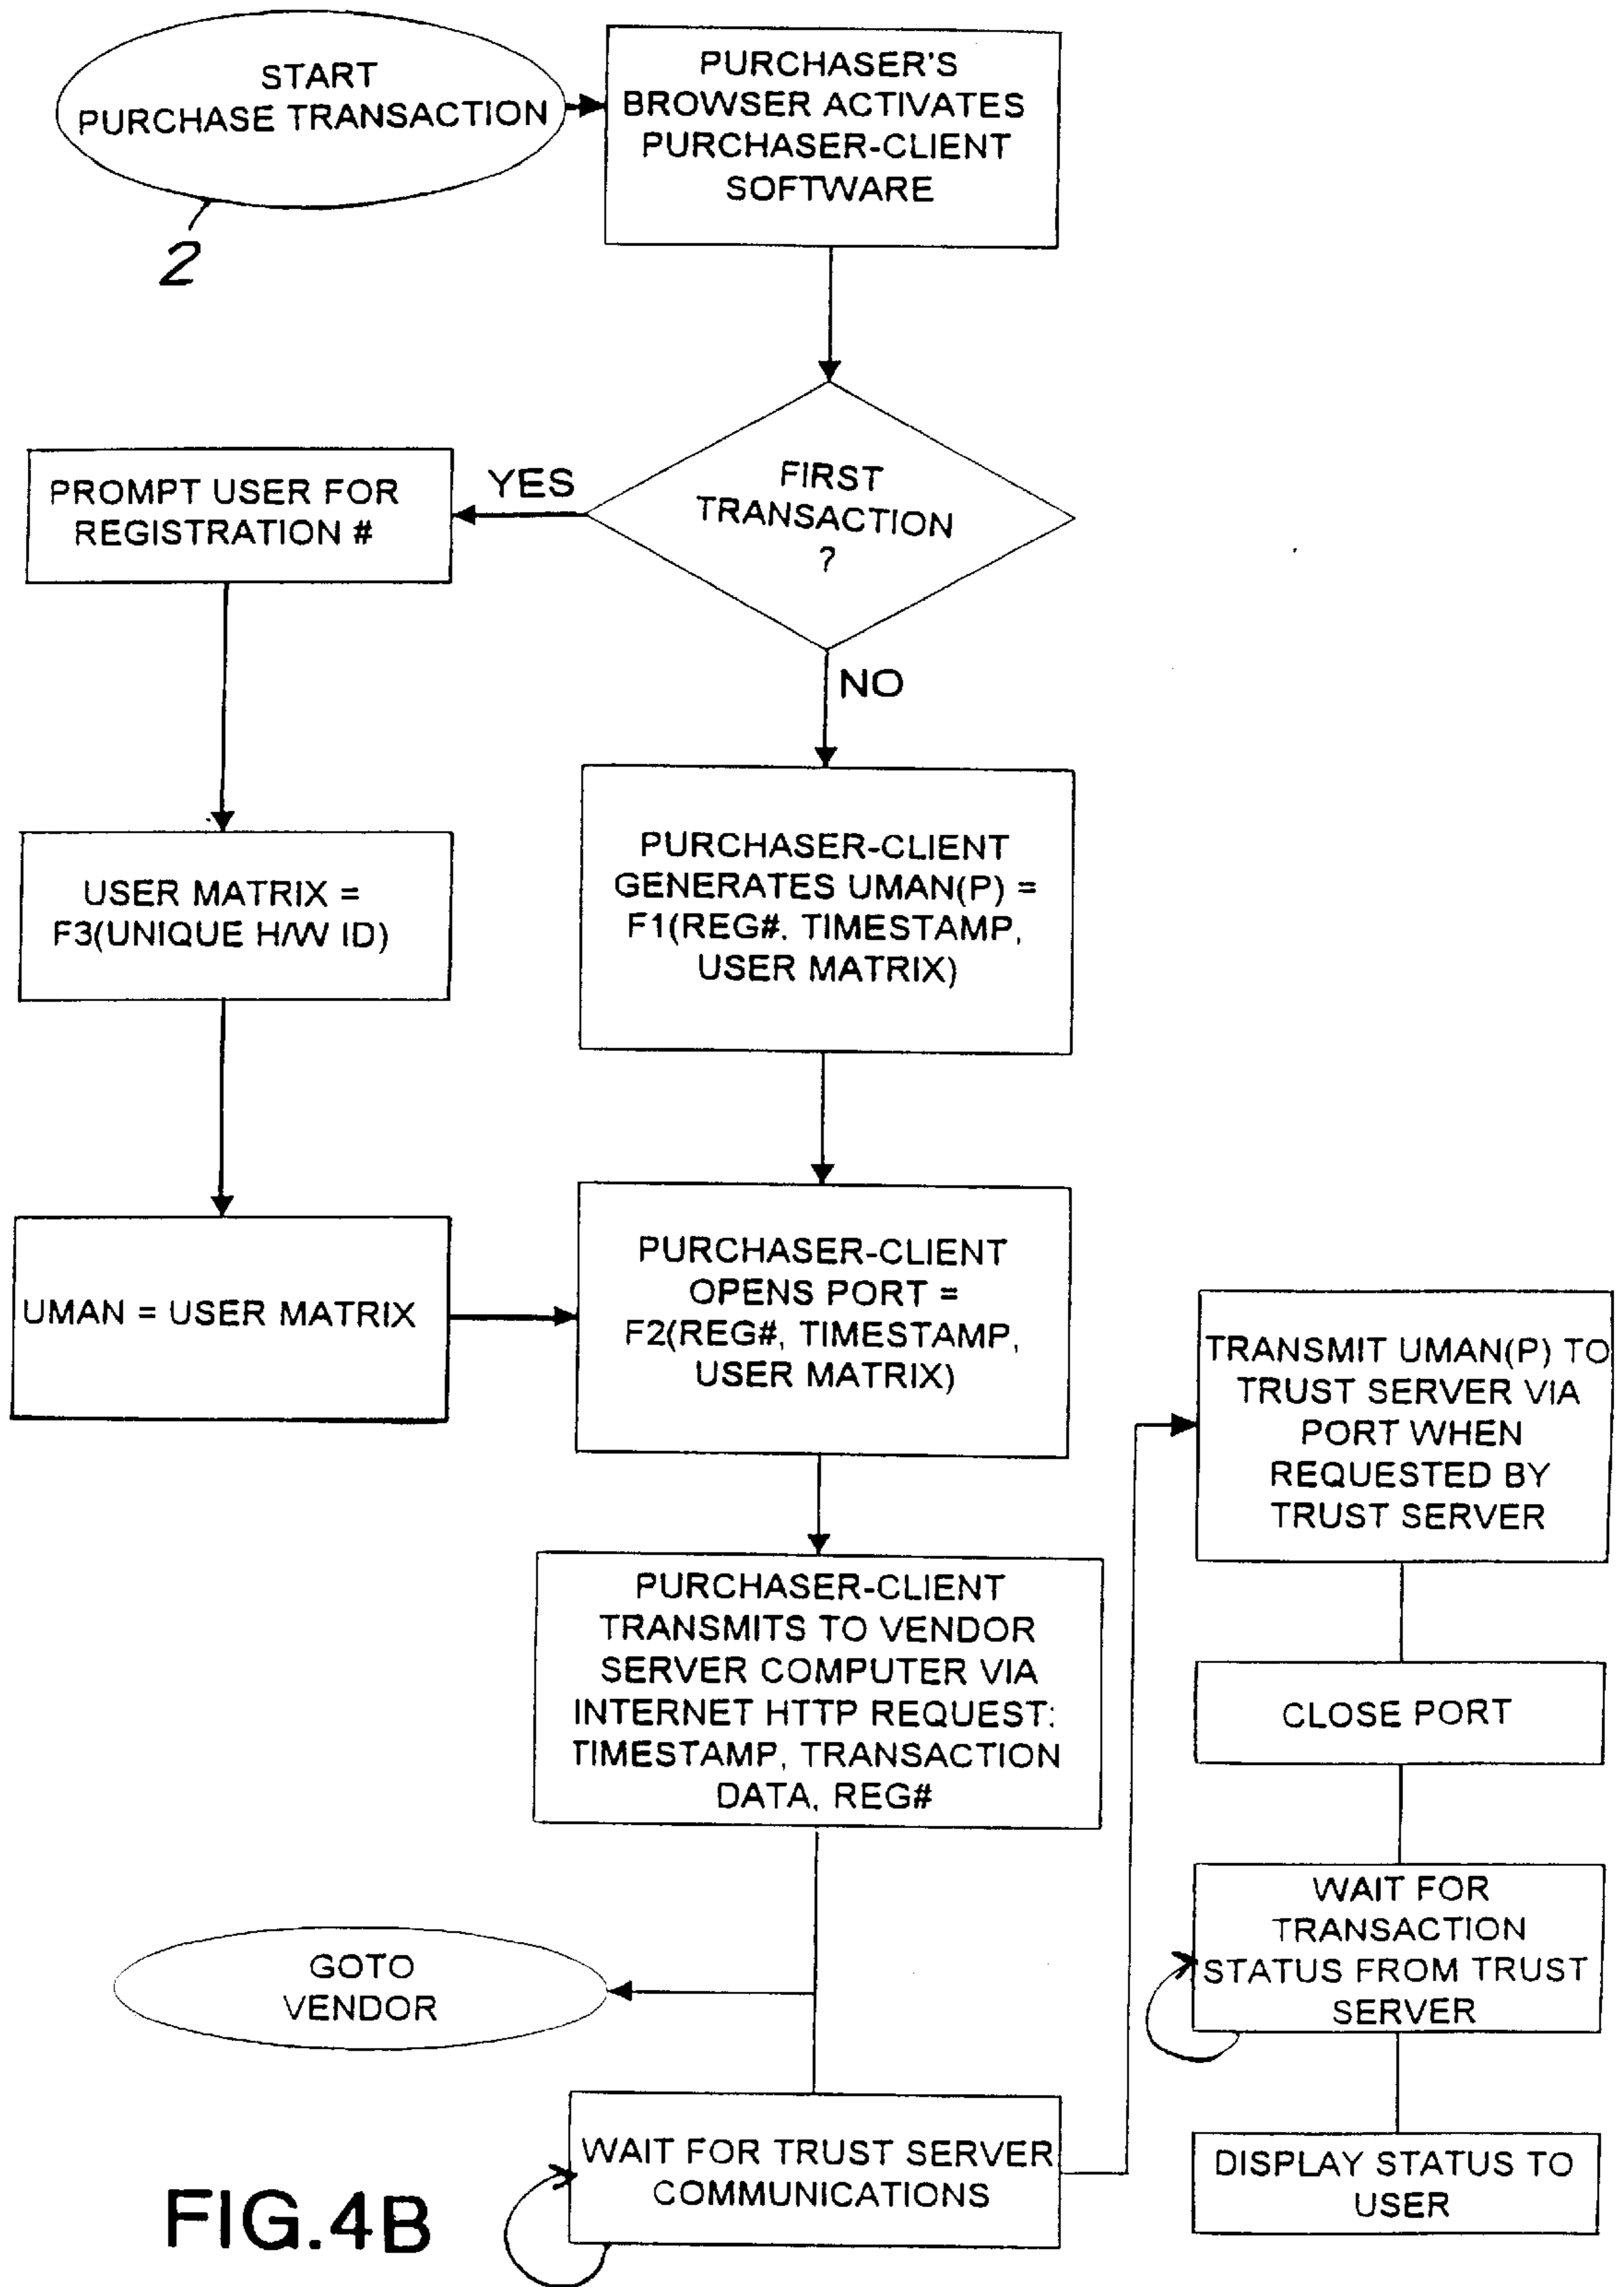 START
PURCHASE TRANSACTION
2
PURCHASER'S
BROWSER ACTIVATES
PURCHASER-CLIENT
SOFTWARE
FIRST
TRANSACTION
?
YES
PROMPT USER FOR
REGISTRATION #
NO
USER MATRIX =
F3(UNIQUE H/W ID)
PURCHASER-CLIENT
GENERATES UMAN(P) =
F1(REG#. TIMESTAMP,
USER MATRIX)
UMAN = USER MATRIX
PURCHASER-CLIENT
OPENS PORT =
F2(REG#, TIMESTAMP,
USER MATRIX)
PURCHASER-CLIENT
TRANSMITS TO VENDOR
SERVER COMPUTER VIA
INTERNET HTTP REQUEST:
TIMESTAMP, TRANSACTION
DATA, REG#
GOTO
VENDOR
WAIT FOR TRUST SERVER
COMMUNICATIONS
TRANSMIT UMAN(P) TO
TRUST SERVER VIA
PORT WHEN
REQUESTED BY
TRUST SERVER
CLOSE PORT
WAIT FOR
TRANSACTION
STATUS FROM TRUST
SERVER
DISPLAY STATUS TO
USER
FIG.4B